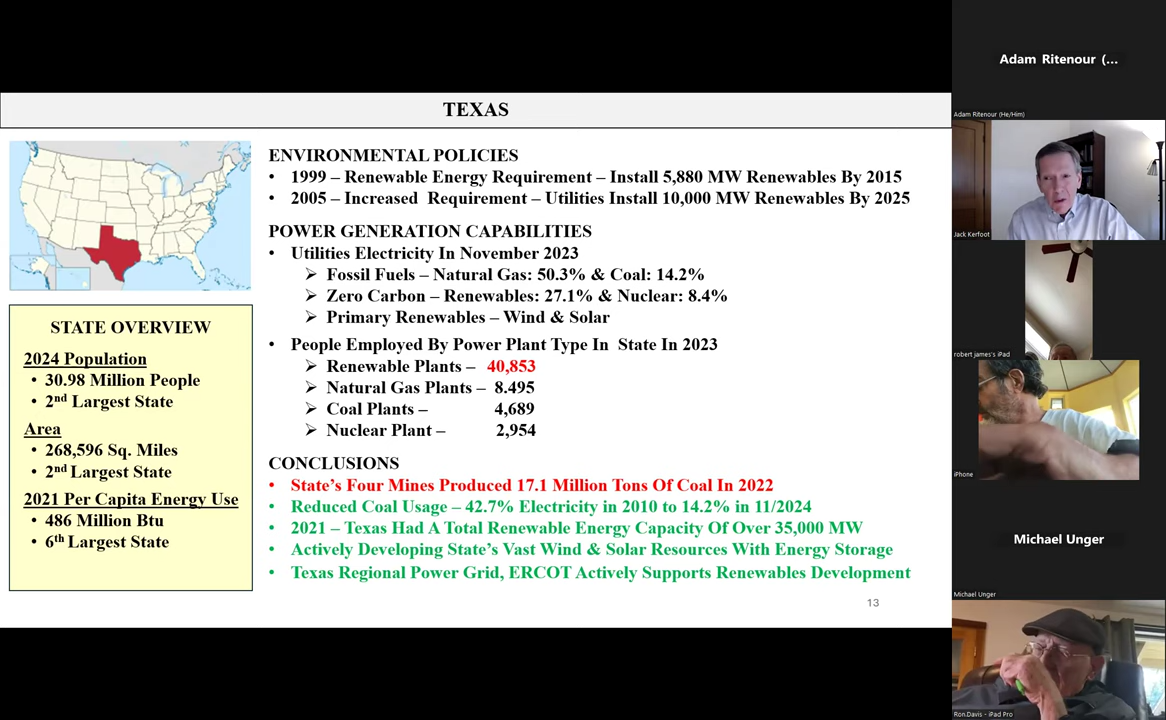 TEXAS
STATE OVERVIEW
2024 Population
• 30.98 Million People
• 2nd Largest State
Area
• 268,596 Sq. Miles
• 2nd Largest State
2021 Per Capita Energy Use
• 486 Million Btu
• 6th Largest State
ENVIRONMENTAL POLICIES
• 1999 – Renewable Energy Requirement – Install 5,880 MW Renewables By 2015
• 2005 – Increased Requirement – Utilities Install 10,000 MW Renewables By 2025
POWER GENERATION CAPABILITIES
• Utilities Electricity In November 2023
➢ Fossil Fuels – Natural Gas: 50.3% & Coal: 14.2%
➢ Zero Carbon – Renewables: 27.1% & Nuclear: 8.4%
➢ Primary Renewables – Wind & Solar
• People Employed By Power Plant Type In State In 2023
➢ Renewable Plants – 40,853
➢ Natural Gas Plants – 8.495
➢ Coal Plants – 4,689
➢ Nuclear Plant – 2,954
CONCLUSIONS
• State's Four Mines Produced 17.1 Million Tons Of Coal In 2022
• Reduced Coal Usage – 42.7% Electricity in 2010 to 14.2% in 11/2024
• 2021 – Texas Had A Total Renewable Energy Capacity Of Over 35,000 MW
• Actively Developing State's Vast Wind & Solar Resources With Energy Storage
• Texas Regional Power Grid, ERCOT Actively Supports Renewables Development
13
Adam Ritenour (...
Adam Ritenour (He/Him)
Jack Kerfoot
robert james's iPad
iPhone
Michael Unger
Michael Unger
Ron.Davis - iPad Pro